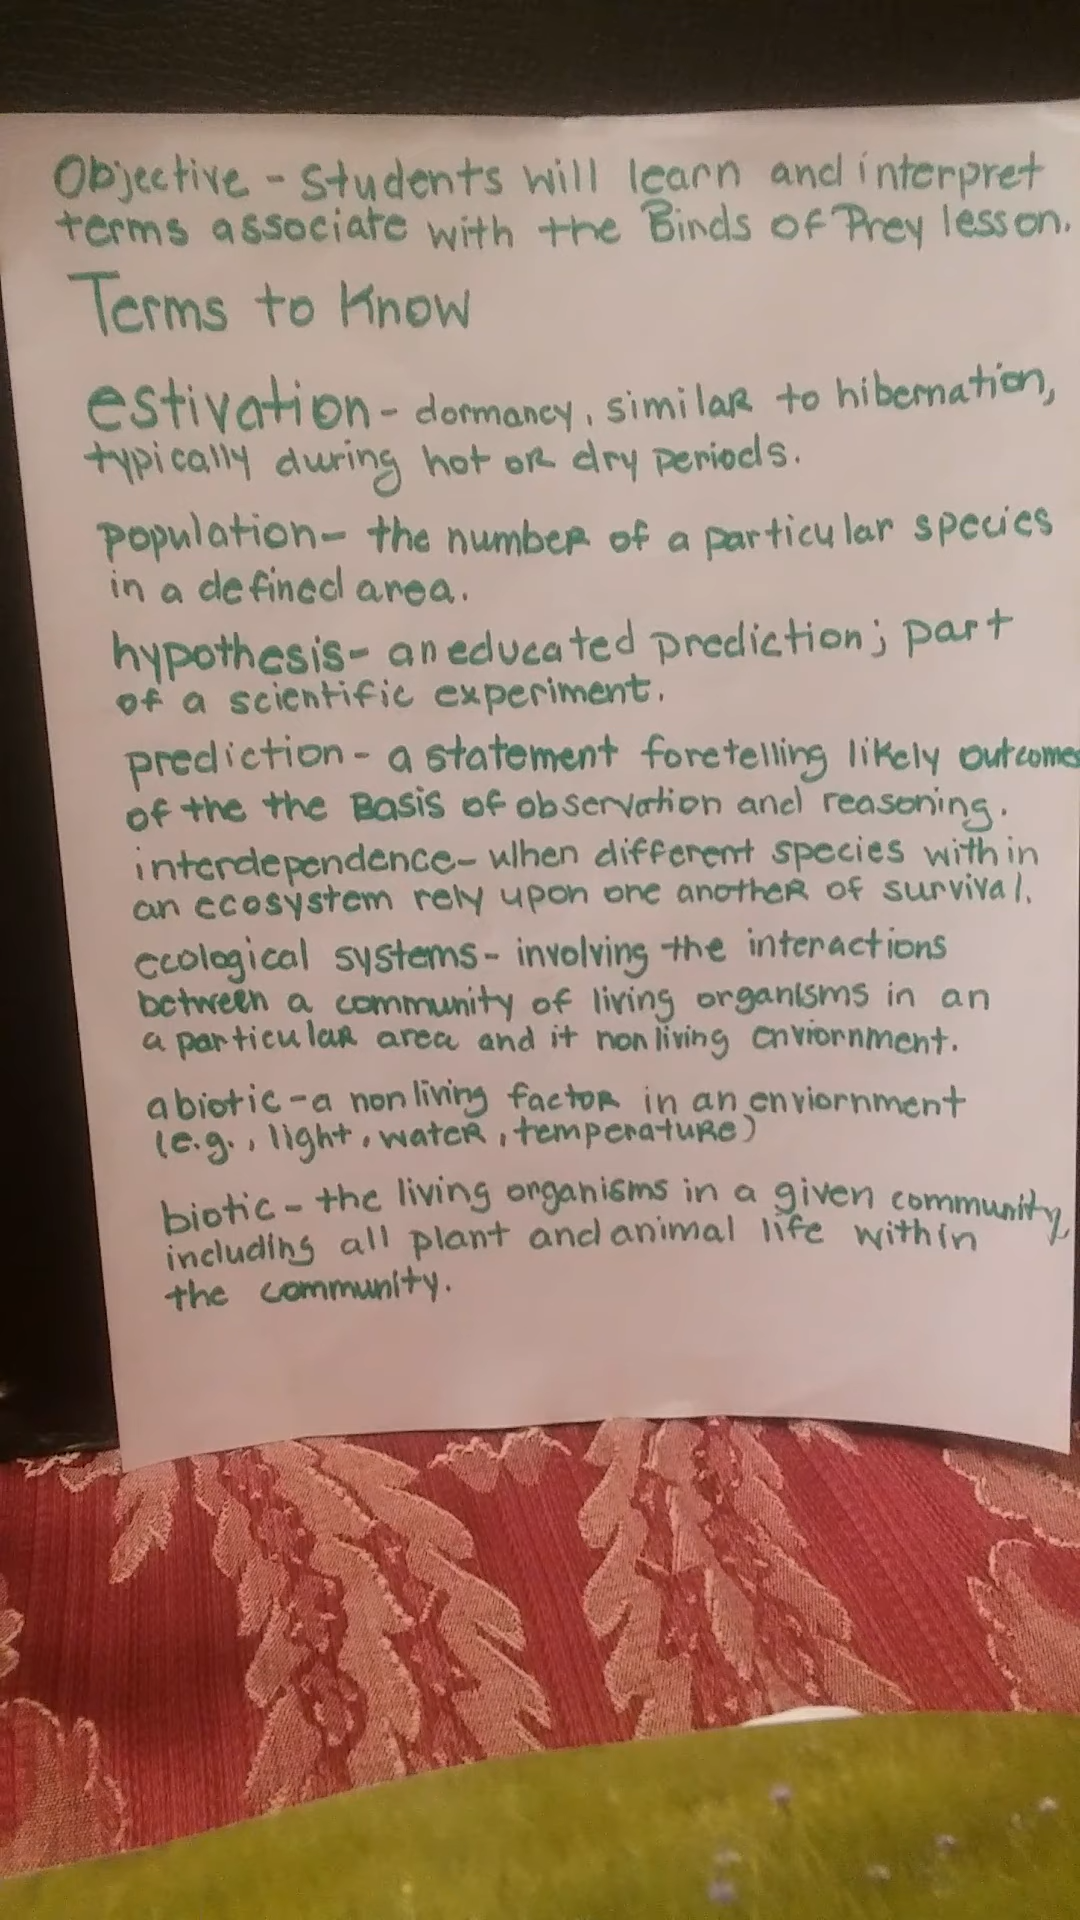 Objective - Students will learn and interpret
terms associate with the Binds of Prey lesson.
Terms to Know
estivation - dormancy, similar to hibernation,
typically during hot or dry periods.
population - the number of a particular species
in a defined area.
hypothesis - an educated prediction; part
of a scientific experiment.
prediction - a statement foretelling likely outcomes
of the the Basis of observation and reasoning.
interdependence - when different species within
an ecosystem rely upon one another of survival.
ecological systems - involving the interactions
between a community of living organisms in an
a particular area and it nonliving enviornment.
abiotic - a nonliving factor in an enviornment
(e.g., light, water, temperature)
biotic - the living organisms in a given community,
including all plant and animal life within
the community.